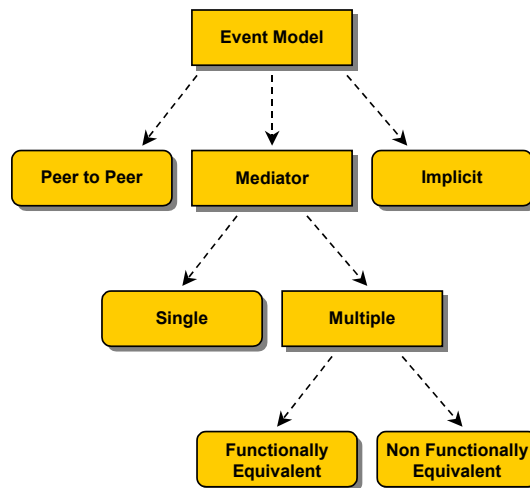 Event Model
Peer to Peer
Mediator
Implicit
Single
Multiple
Functionally
Equivalent
Non Functionally
Equivalent